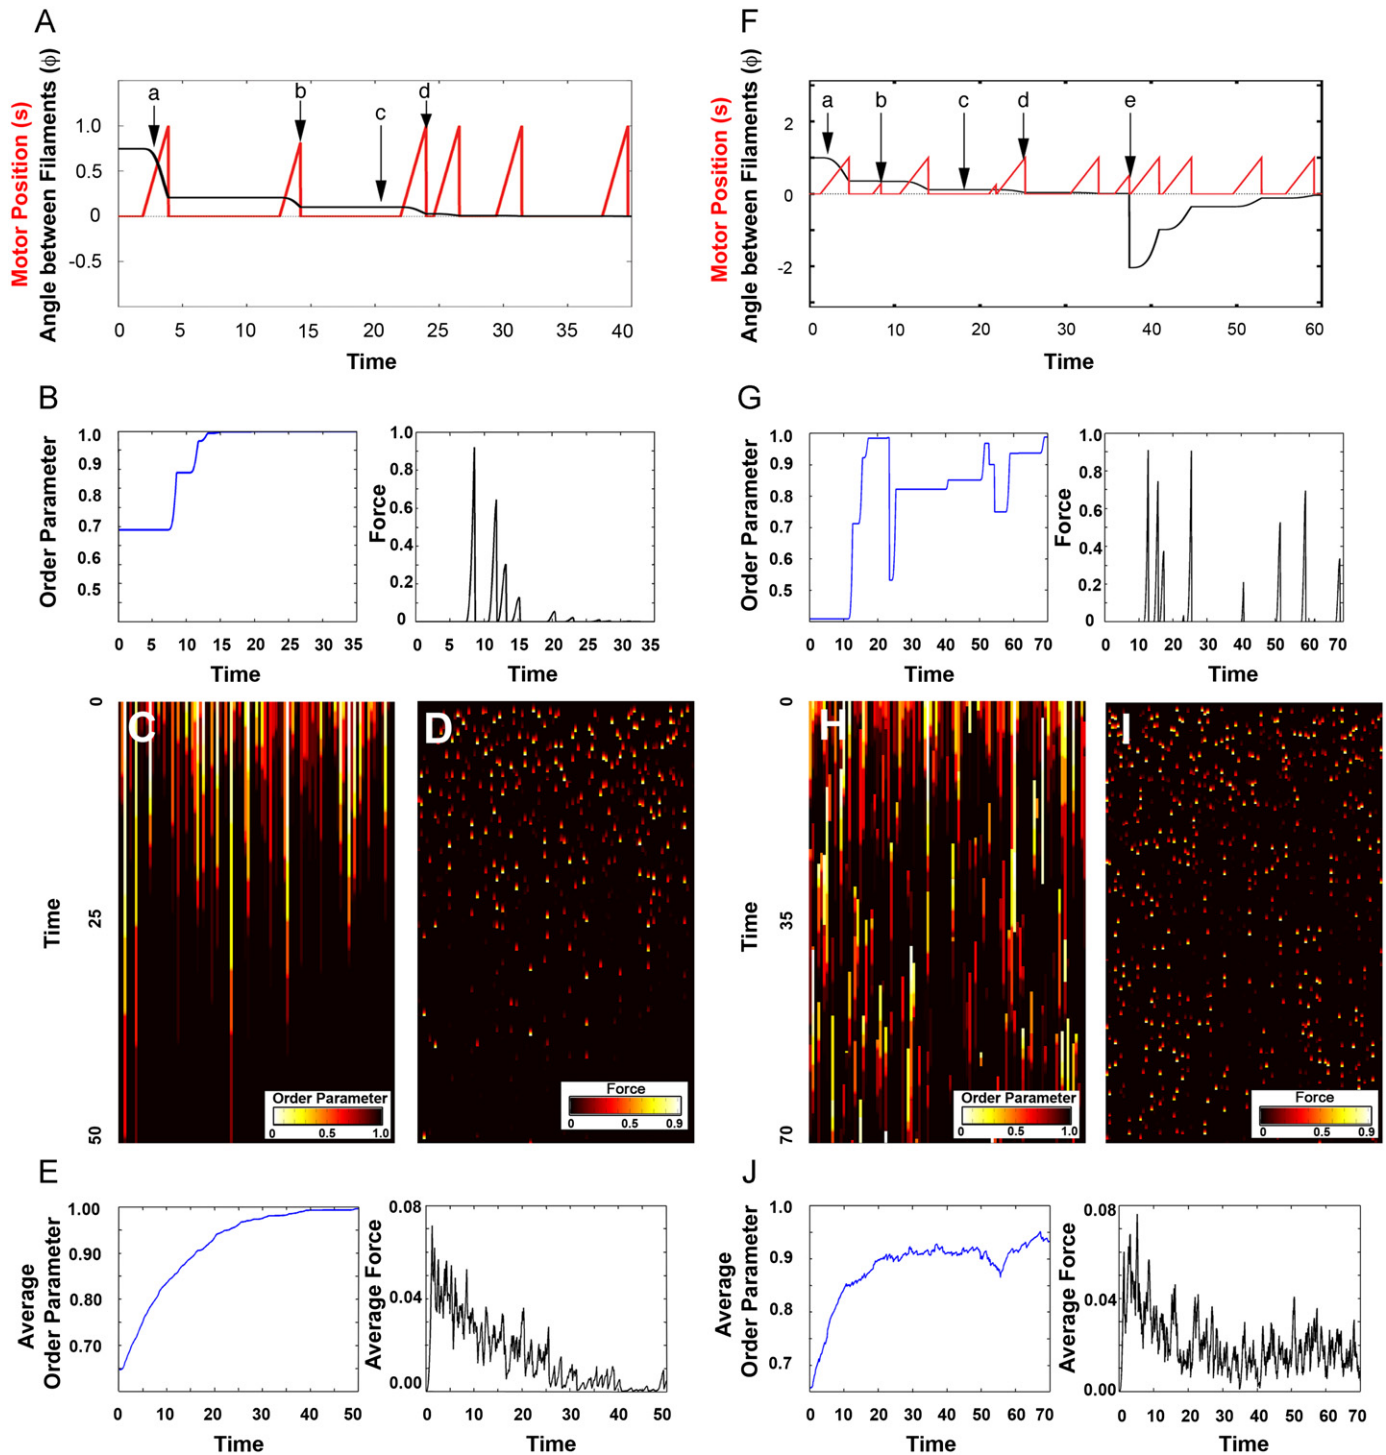 A
Motor Position (s)
Angle between Filaments (ϕ)
a
b
c
d
1.0
0.5
0
-0.5
0 5 10 15 20 25 30 35 40
Time
F
Motor Position (s)
Angle between Filaments (ϕ)
a
b
c
d
e
2
0
-2
0 10 20 30 40 50 60
Time
B
Order Parameter
1.0
0.9
0.8
0.7
0.6
0.5
0 5 10 15 20 25 30 35
Time
Force
1.0
0.8
0.6
0.4
0.2
0
0 5 10 15 20 25 30 35
Time
G
Order Parameter
1.0
0.9
0.8
0.7
0.6
0.5
0 10 20 30 40 50 60 70
Time
Force
1.0
0.8
0.6
0.4
0.2
0
0 10 20 30 40 50 60 70
Time
C
Time
0
25
50
Order Parameter
0 0.5 1.0
D
Force
0 0.5 0.9
H
Time
0
35
70
Order Parameter
0 0.5 1.0
I
Force
0 0.5 0.9
E
Average
Order Parameter
1.00
0.90
0.80
0.70
0 10 20 30 40 50
Time
Average Force
0.08
0.04
0.00
0 10 20 30 40 50
Time
J
Average
Order Parameter
1.0
0.9
0.8
0.7
0 10 20 30 40 50 60 70
Time
Average Force
0.08
0.04
0.00
0 10 20 30 40 50 60 70
Time